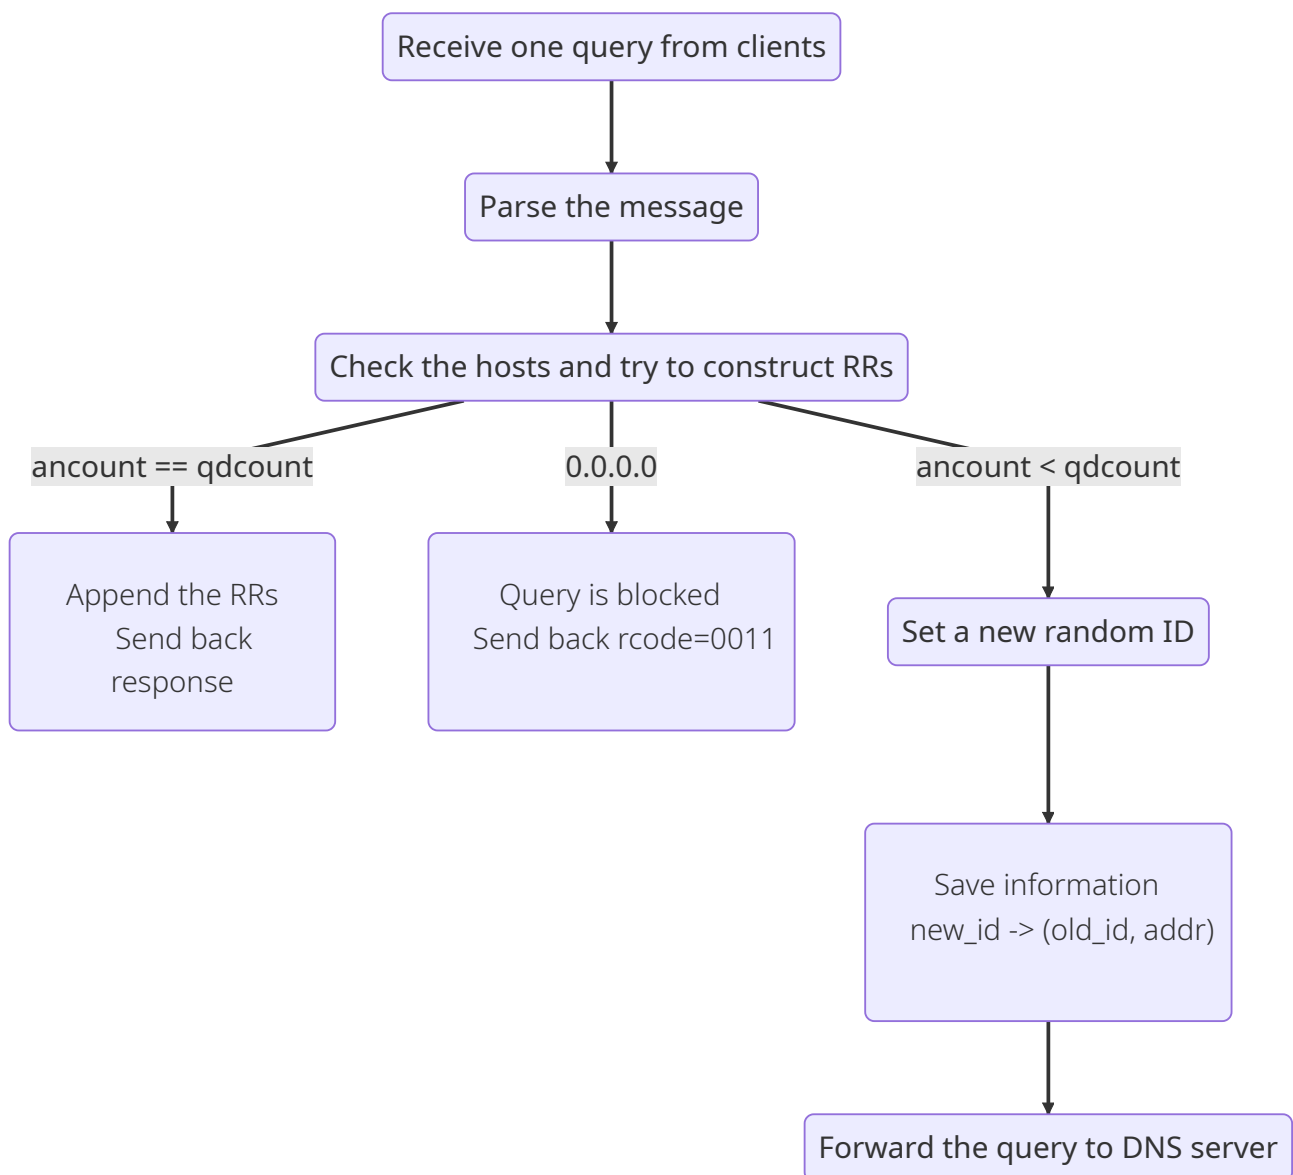 Receive one query from clients
Parse the message
Check the hosts and try to construct RRs
ancount == qdcount
0.0.0.0
ancount < qdcount
Append the RRs
Send back
response
Query is blocked
Send back rcode=0011
Set a new random ID
Save information
new_id -> (old_id, addr)
Forward the query to DNS server